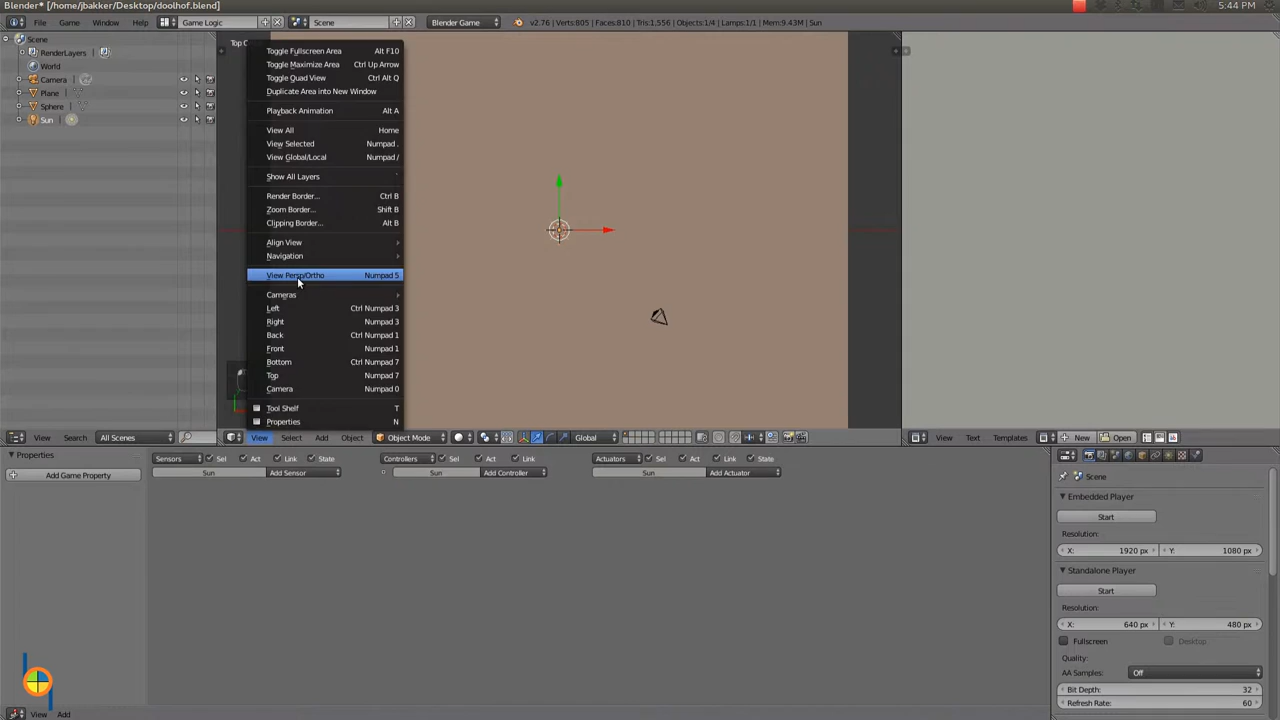 Blender* [/home/jbakker/Desktop/doolhof.blend]
5:44 PM
File Game Window Help Game Logic Scene Blender Game v2.76 | Verts:805 | Faces:810 | Tris:1,556 | Objects:1/4 | Lamps:1/1 | Mem:9.43M | Sun
Scene
RenderLayers
World
Camera
Plane
Sphere
Sun
Top
Toggle Fullscreen Area Alt F10
Toggle Maximize Area Ctrl Up Arrow
Toggle Quad View Ctrl Alt Q
Duplicate Area into New Window
Playback Animation Alt A
View All Home
View Selected Numpad .
View Global/Local Numpad /
Show All Layers `
Render Border... Ctrl B
Zoom Border... Shift B
Clipping Border... Alt B
Align View
Navigation
View Persp/Ortho Numpad 5
Cameras
Left Ctrl Numpad 3
Right Numpad 3
Back Ctrl Numpad 1
Front Numpad 1
Bottom Ctrl Numpad 7
Top Numpad 7
Camera Numpad 0
Tool Shelf T
Properties N
View Search All Scenes
View Select Add Object Object Mode Global
View Text Templates New Open
Properties
Add Game Property
Sensors Sel Act Link State
Sun Add Sensor
Controllers Sel Act Link
Sun Add Controller
Actuators Sel Act Link State
Sun Add Actuator
Scene
Embedded Player
Start
Resolution:
X: 1920 px Y: 1080 px
Standalone Player
Start
Resolution:
X: 640 px Y: 480 px
Fullscreen Desktop
Quality:
AA Samples: Off
Bit Depth: 32
Refresh Rate: 60
View Add